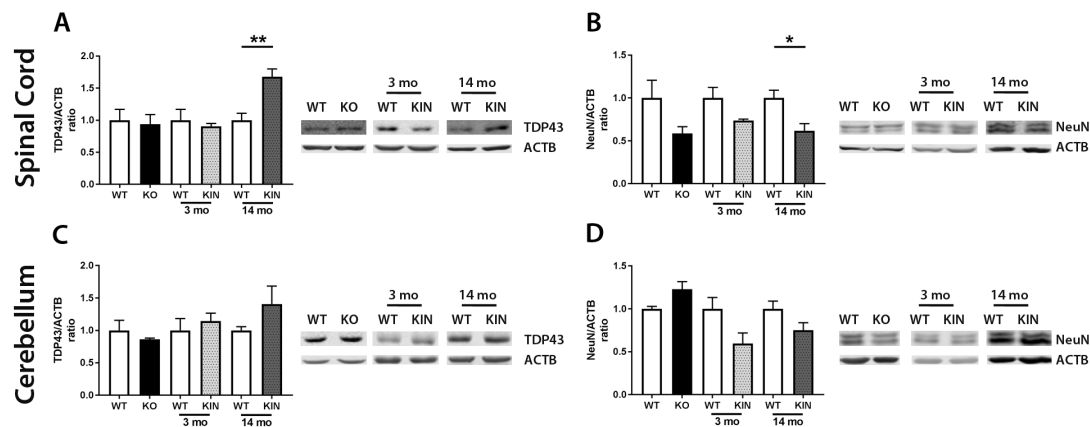 Spinal Cord
A
TDP43/ACTB
ratio
2.0
1.5
1.0
0.5
0.0
**
WT KO WT KIN WT KIN
3 mo 14 mo
3 mo 14 mo
WT KO WT KIN WT KIN
TDP43
ACTB
B
NeuN/ACTB
ratio
1.5
1.0
0.5
0.0
*
WT KO WT KIN WT KIN
3 mo 14 mo
3 mo 14 mo
WT KO WT KIN WT KIN
NeuN
ACTB
Cerebellum
C
TDP43/ACTB
ratio
2.0
1.5
1.0
0.5
0.0
WT KO WT KIN WT KIN
3 mo 14 mo
3 mo 14 mo
WT KO WT KIN WT KIN
TDP43
ACTB
D
NeuN/ACTB
ratio
1.5
1.0
0.5
0.0
WT KO WT KIN WT KIN
3 mo 14 mo
3 mo 14 mo
WT KO WT KIN WT KIN
NeuN
ACTB